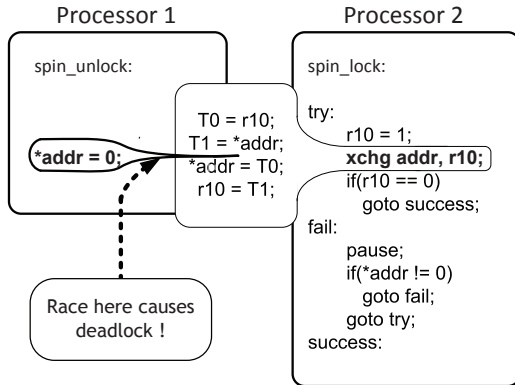 Processor 1
spin_unlock:
*addr = 0;
Race here causes
deadlock !
T0 = r10;
T1 = *addr;
*addr = T0;
r10 = T1;
Processor 2
spin_lock:
try:
r10 = 1;
xchg addr, r10;
if(r10 == 0)
goto success;
fail:
pause;
if(*addr != 0)
goto fail;
goto try;
success: